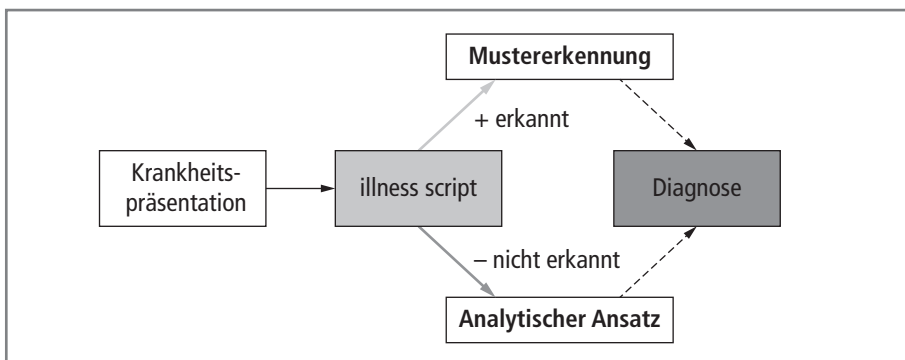 Mustererkennung
+ erkannt
Krankheits-
präsentation
illness script
Diagnose
– nicht erkannt
Analytischer Ansatz